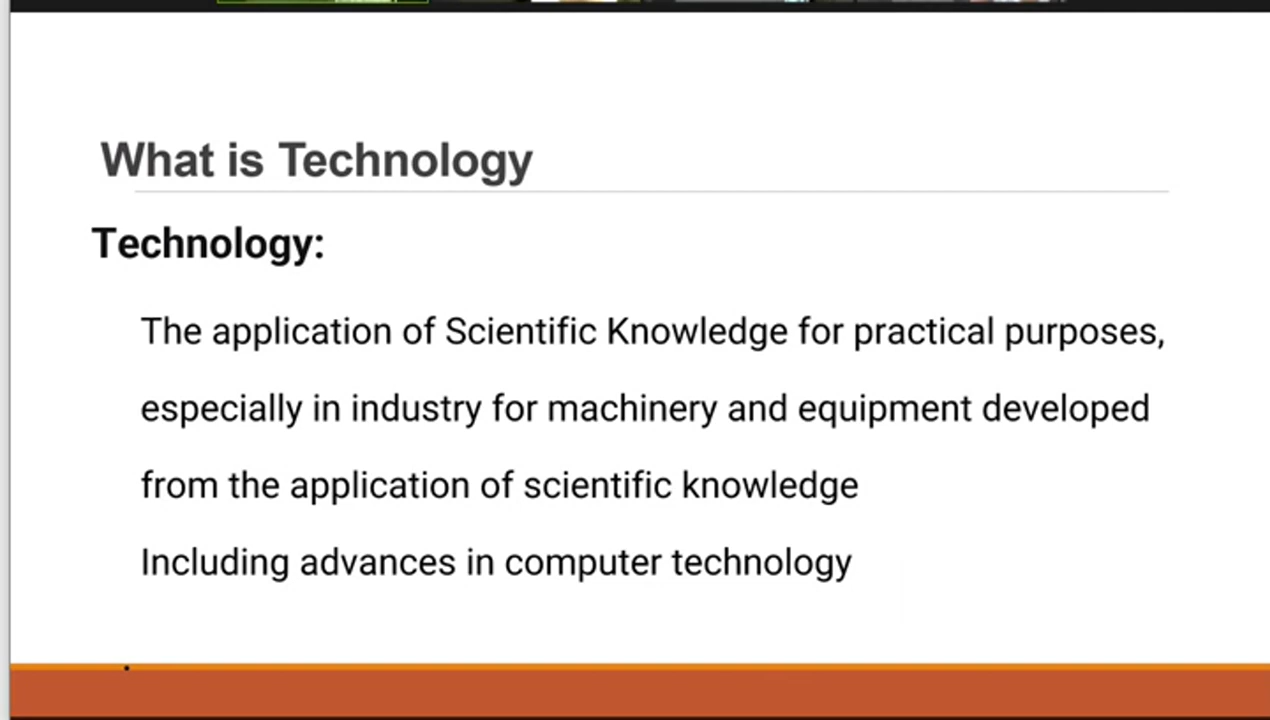 What is Technology
Technology:
The application of Scientific Knowledge for practical purposes,
especially in industry for machinery and equipment developed
from the application of scientific knowledge
Including advances in computer technology